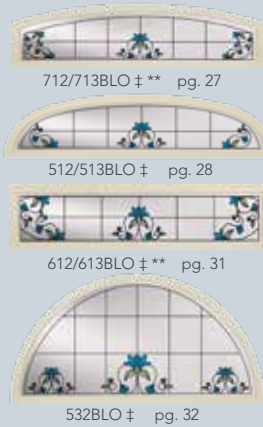 712/713BLO ‡ ** pg. 27
512/513BLO ‡ pg. 28
612/613BLO ‡ ** pg. 31
532BLO ‡ pg. 32